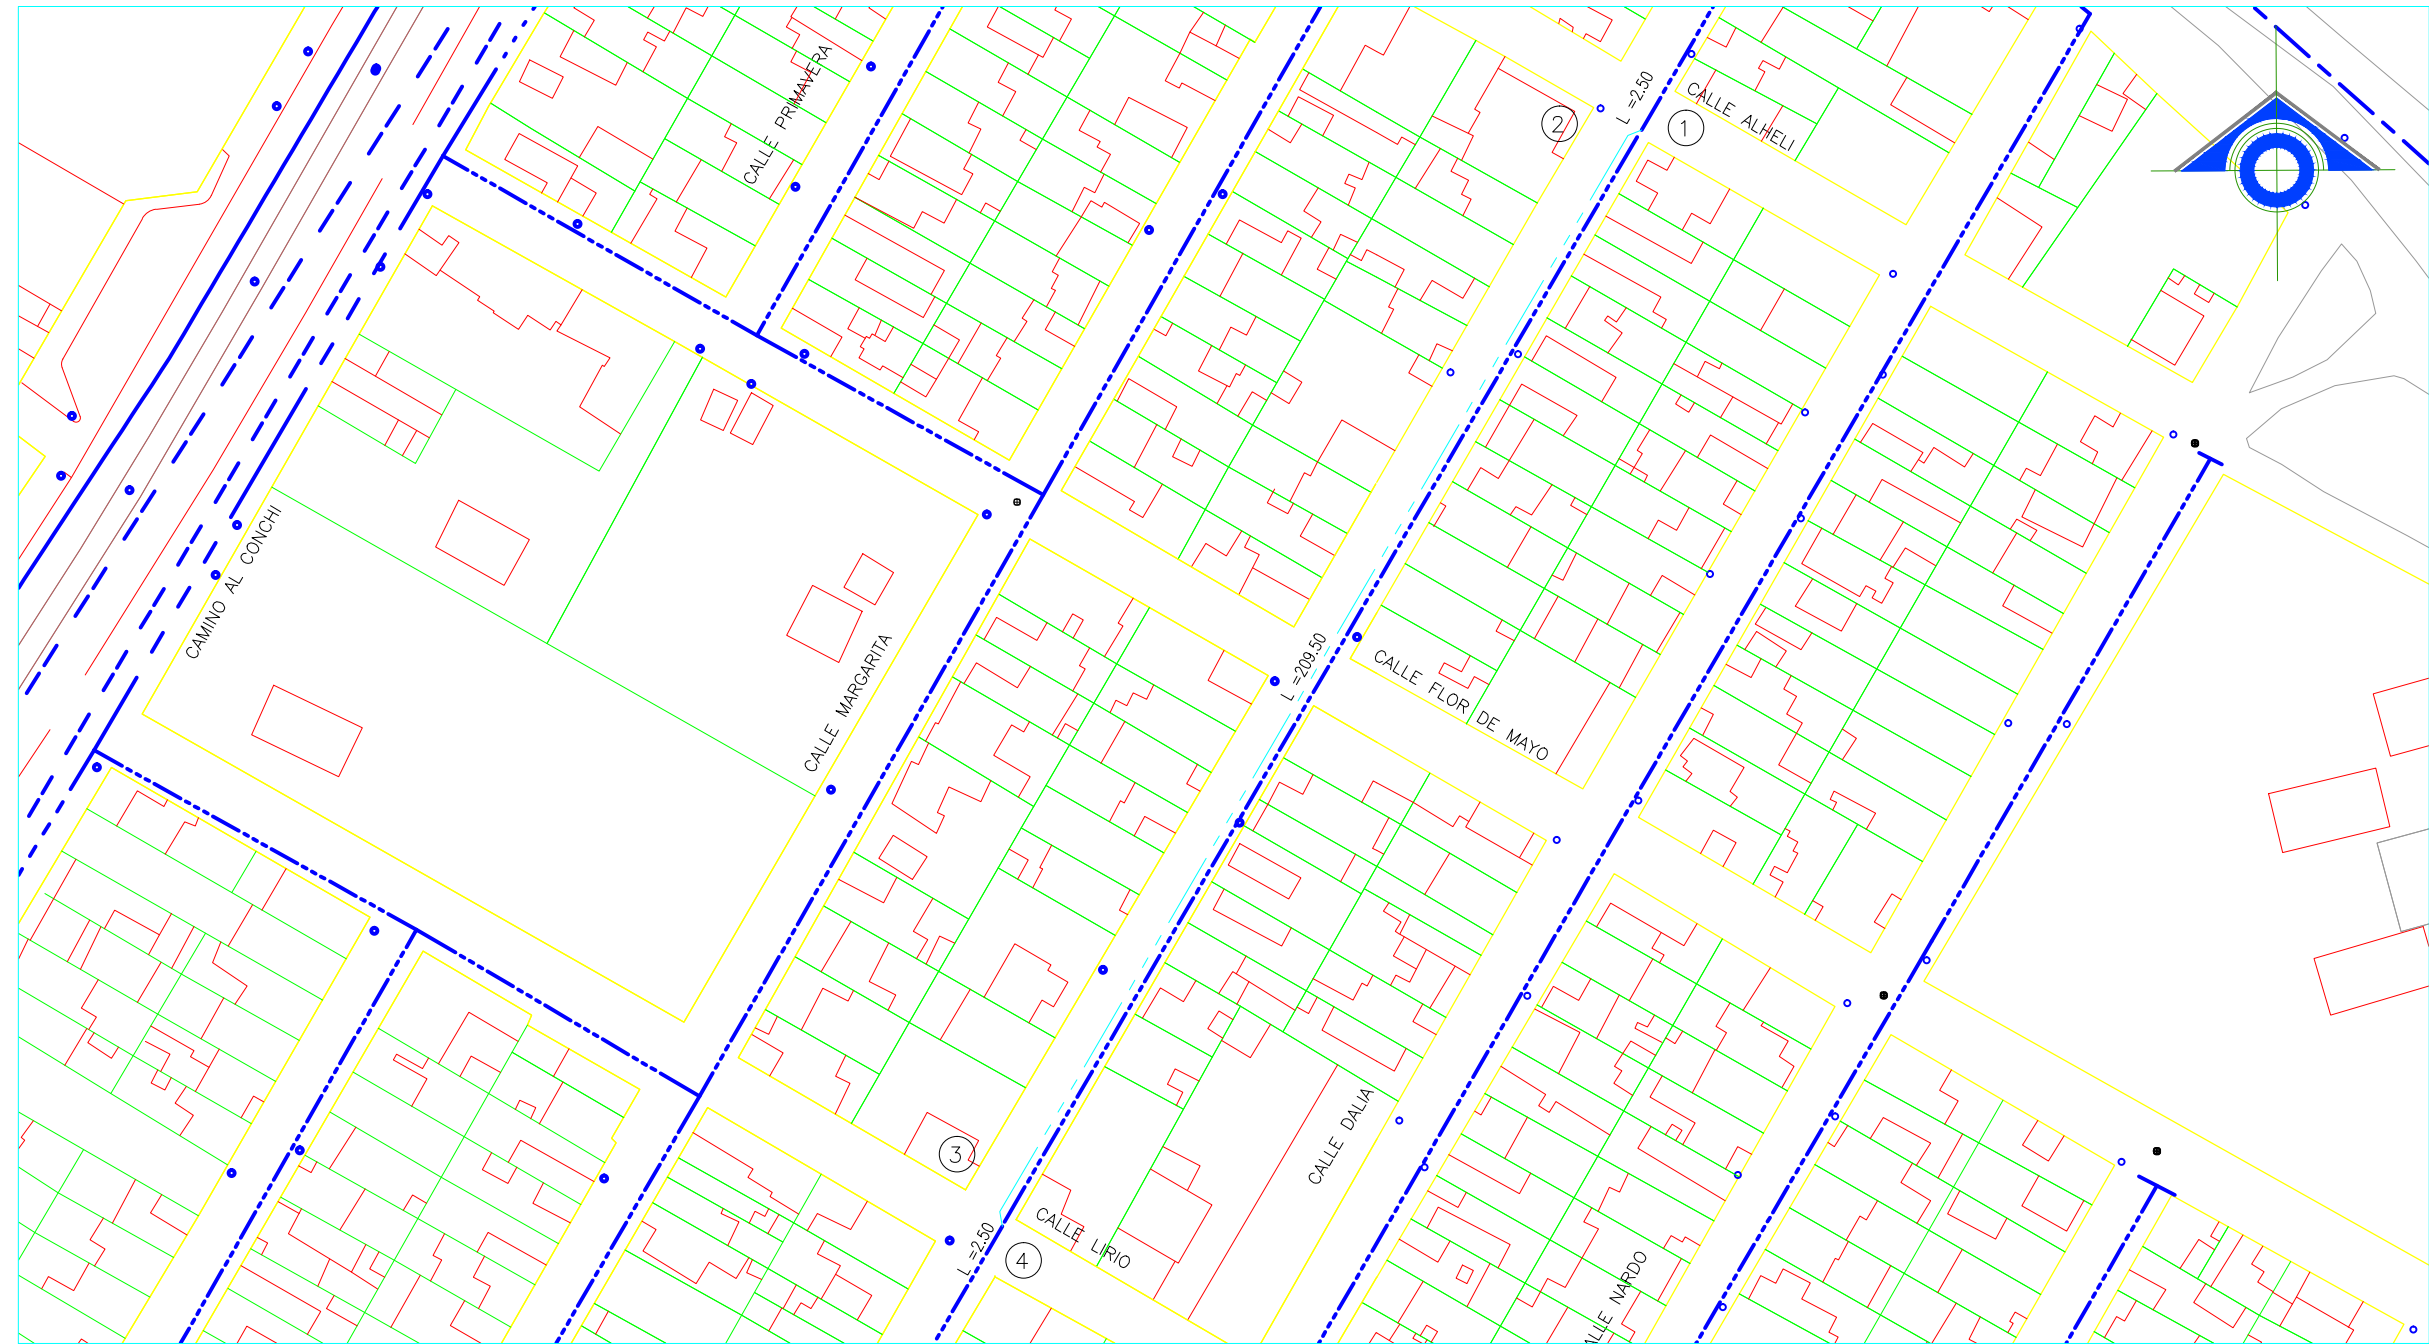 CALLE PRIMAVERA
L =2.50
CALLE ALHELI
2
1
CAMINO AL CONCHI
CALLE MARGARITA
L =209.50
CALLE FLOR DE MAYO
CALLE DALIA
3
CALLE LIRIO
4
L =2.50
ALLE NARDO